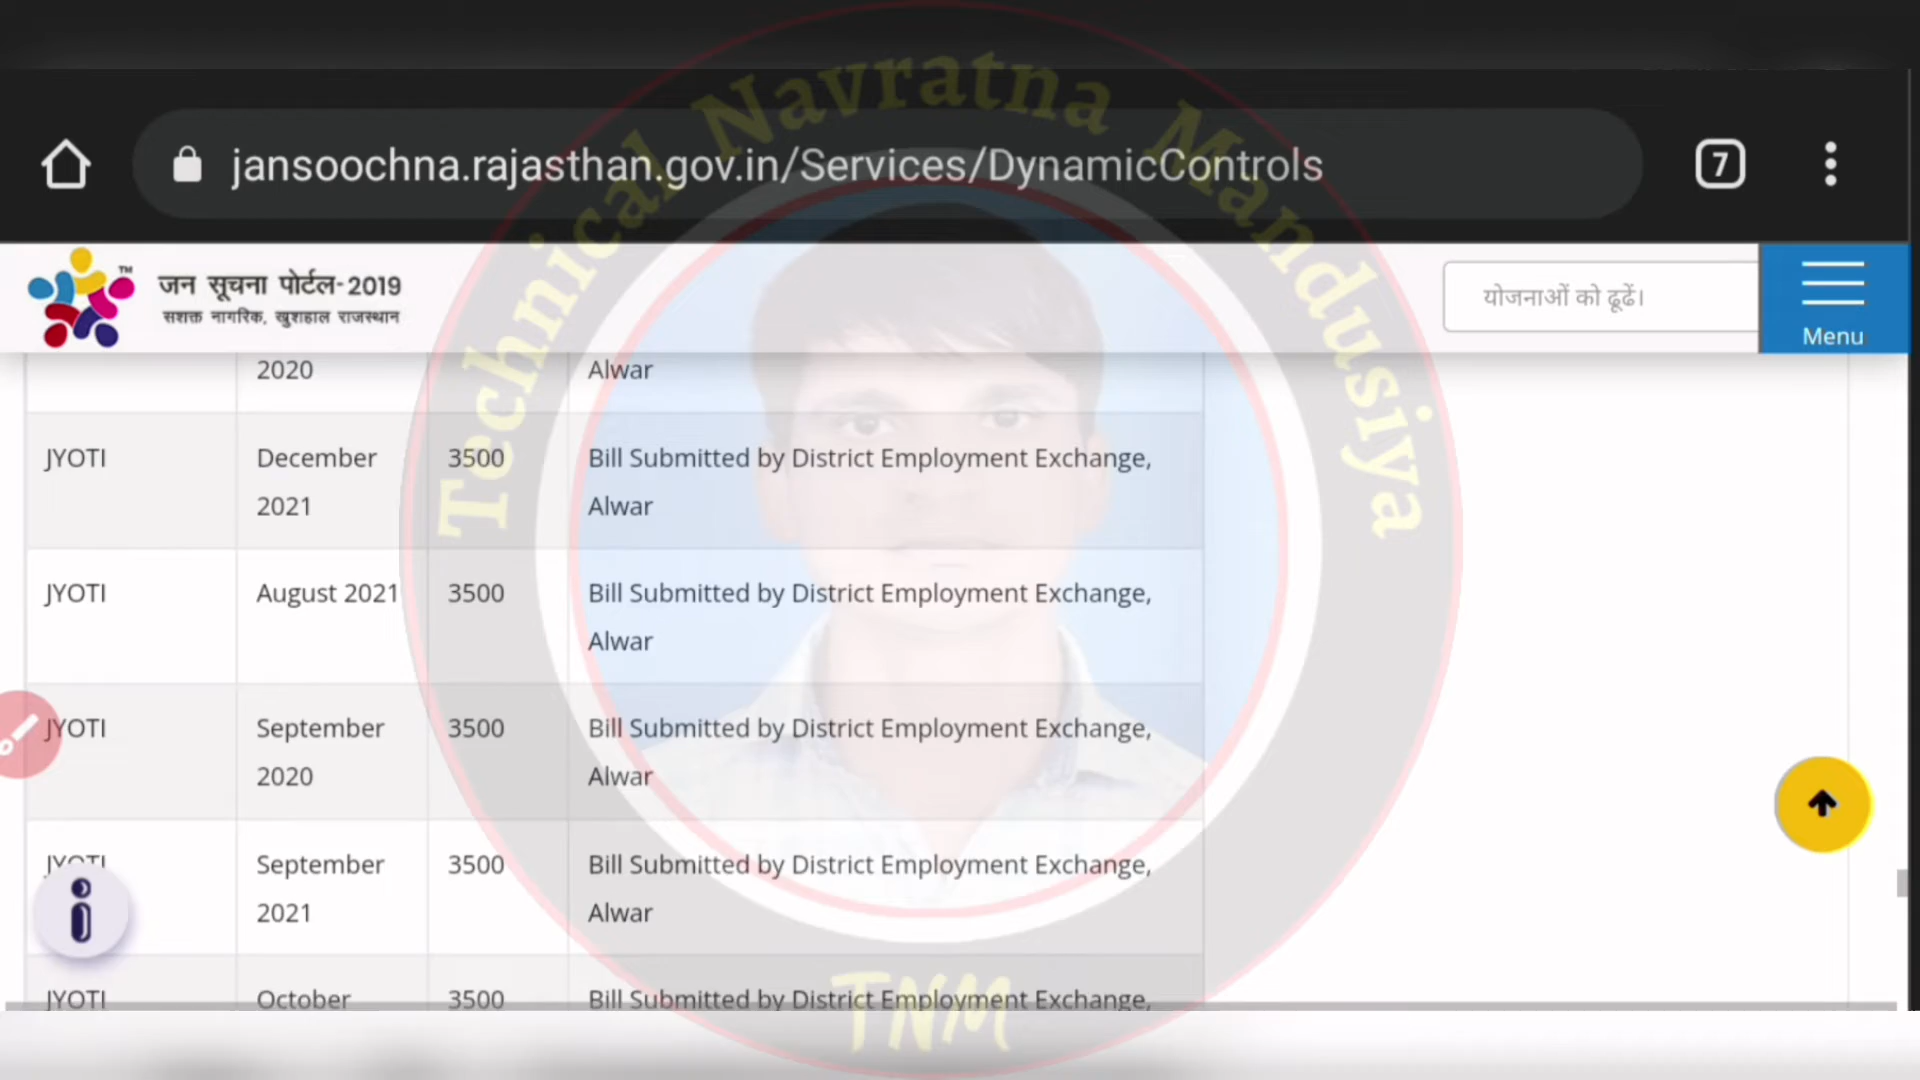 Technical Navratna Mandusiya
jansoochna.rajasthan.gov.in/Services/DynamicControls
7
जन सूचना पोर्टल-2019
TM
सशक्त नागरिक, खुशहाल राजस्थान
योजनाओं को ढूढें।
Menu
2020 Alwar
JYOTI December 3500 Bill Submitted by District Employment Exchange,
2021 Alwar
JYOTI August 2021 3500 Bill Submitted by District Employment Exchange,
Alwar
JYOTI September 3500 Bill Submitted by District Employment Exchange,
2020 Alwar
JYOTI September 3500 Bill Submitted by District Employment Exchange,
2021 Alwar
JYOTI October 3500 Bill Submitted by District Employment Exchange,
TNM